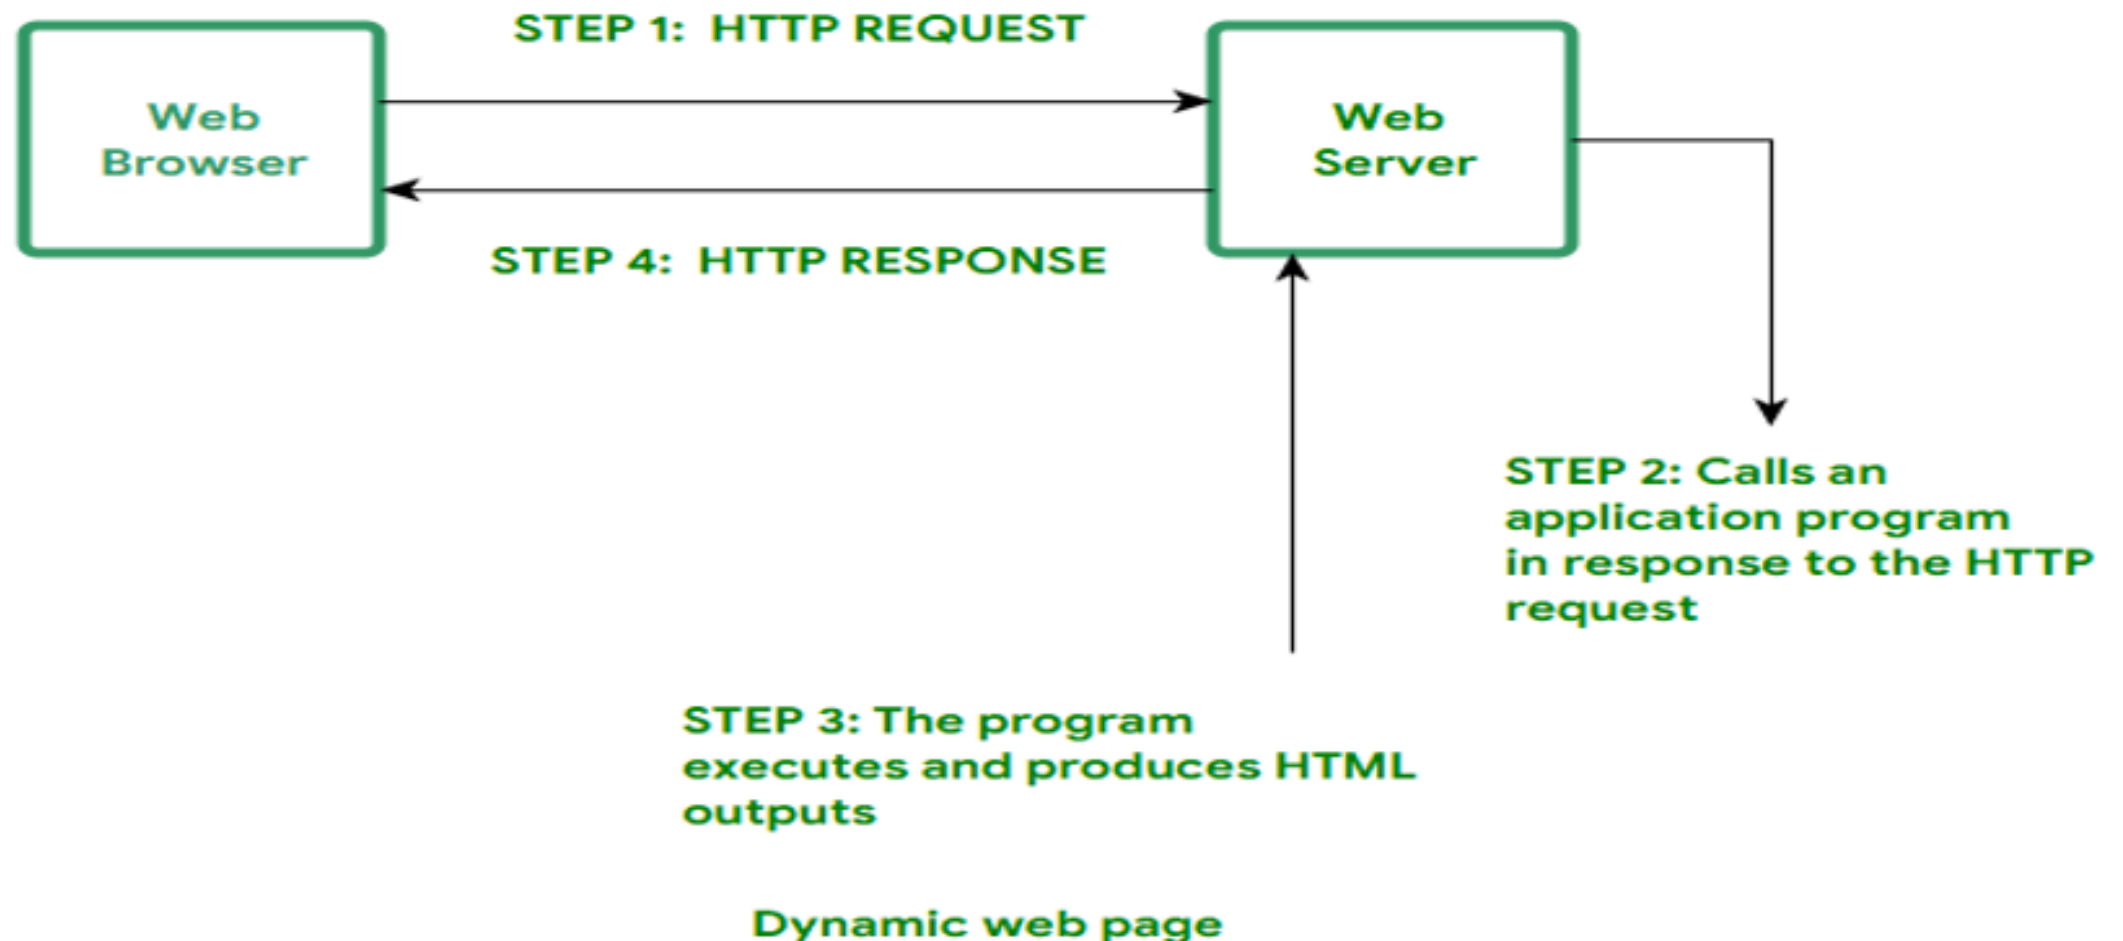 STEP 1: HTTP REQUEST
Web
Browser
Web
Server
STEP 4: HTTP RESPONSE
STEP 2: Calls an
application program
in response to the HTTP
request
STEP 3: The program
executes and produces HTML
outputs
Dynamic web page